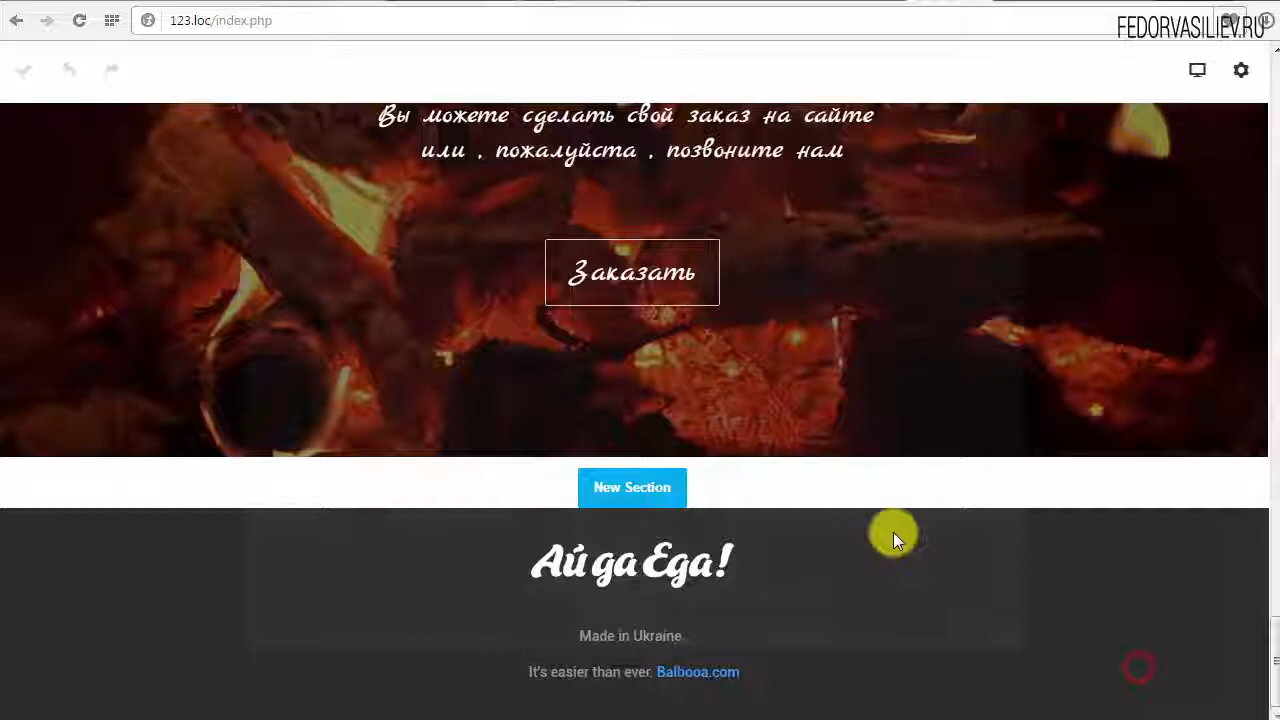 123.loc/index.php
FEDORVASILIEV.RU
Вы можете сделать свой заказ на сайте
или , пожалуйста , позвоните нам
Заказать
New Section
Ай да Еда!
Made in Ukraine
It's easier than ever. Balbooa.com